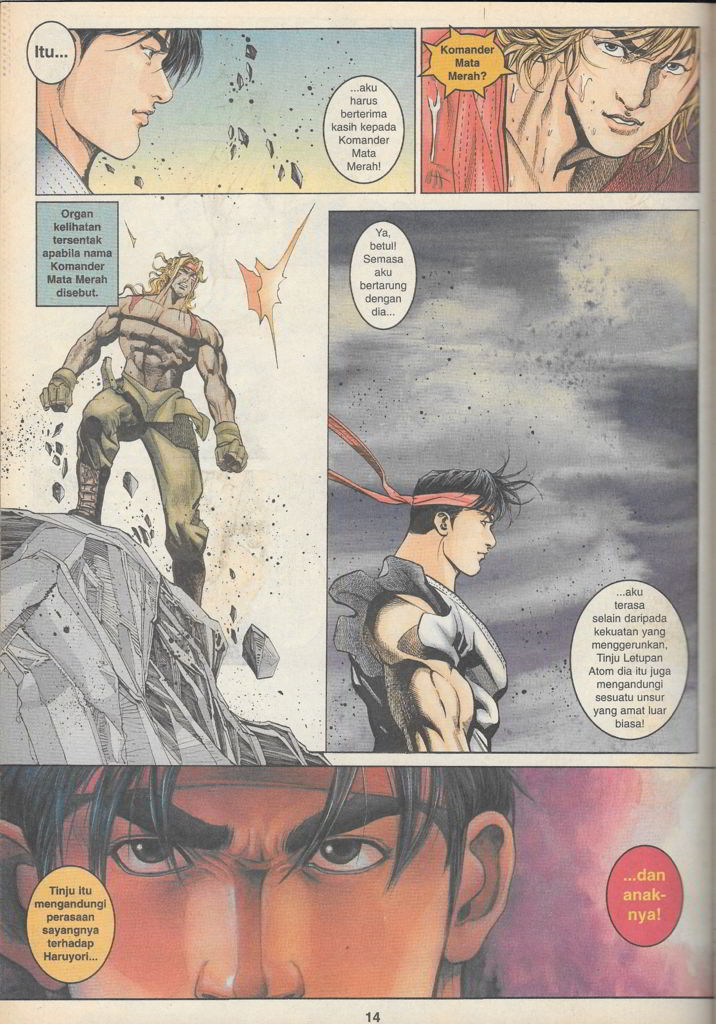 Itu...
...aku
harus
berterima
kasih kepada
Komander
Mata
Merah!
Komander
Mata
Merah?
Organ
kelihatan
tersentak
apabila nama
Komander
Mata Merah
disebut.
Ya,
betul!
Semasa
aku
bertarung
dengan
dia...
...aku
terasa
selain daripada
kekuatan yang
menggerunkan,
Tinju Letupan
Atom dia itu juga
mengandungi
sesuatu unsur
yang amat luar
biasa!
Tinju itu
mengandungi
perasaan
sayangnya
terhadap
Haruyori...
...dan
anak-
nya!
14